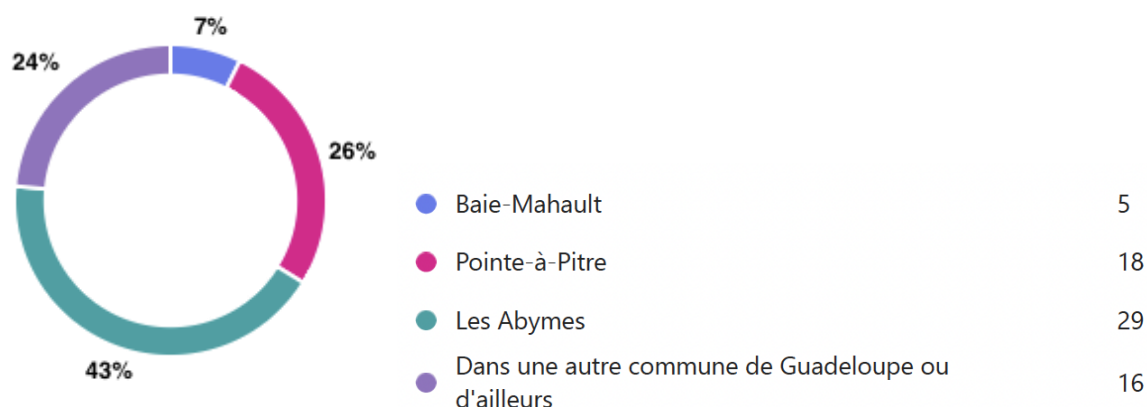 7%
24%
26%
43%
Baie-Mahault 5
Pointe-à-Pitre 18
Les Abymes 29
Dans une autre commune de Guadeloupe ou
d'ailleurs 16